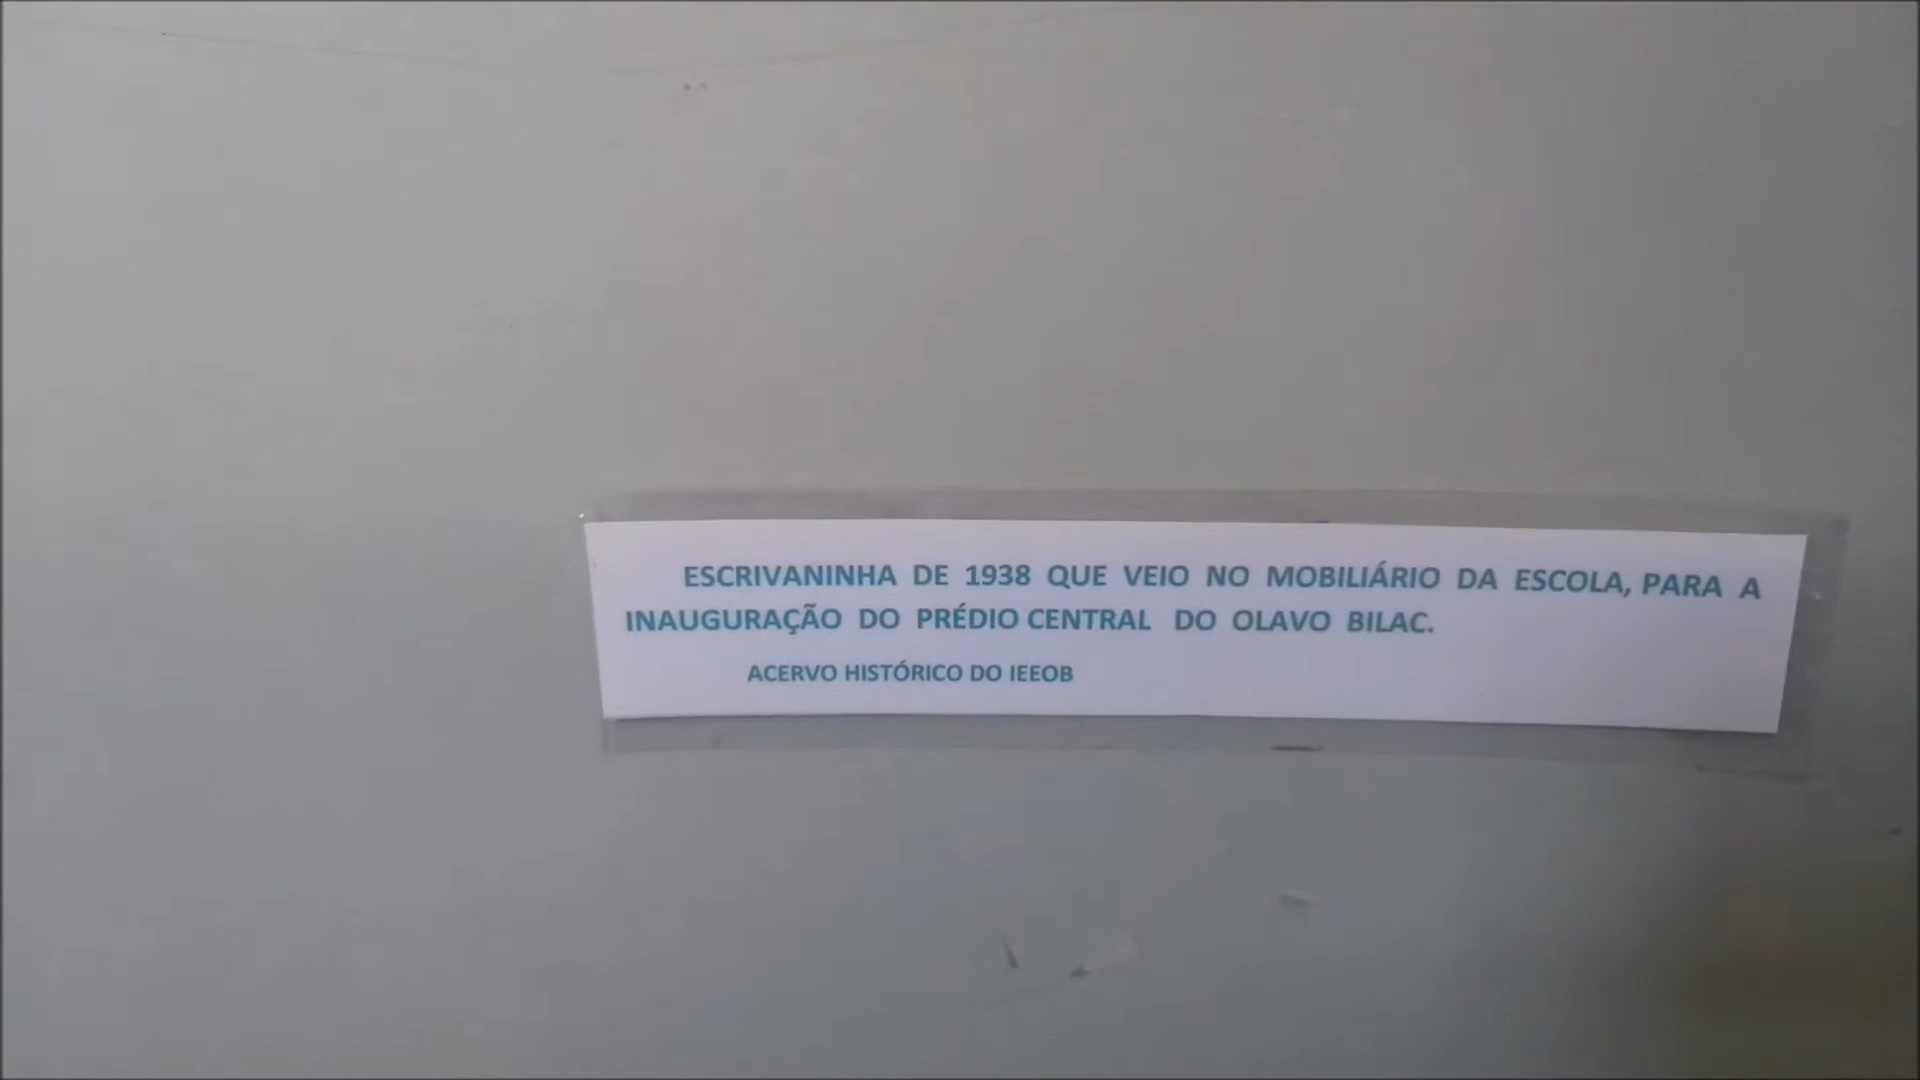 ESCRIVANINHA DE 1938 QUE VEIO NO MOBILIÁRIO DA ESCOLA, PARA A
INAUGURAÇÃO DO PRÉDIO CENTRAL DO OLAVO BILAC.
ACERVO HISTÓRICO DO IEEOB